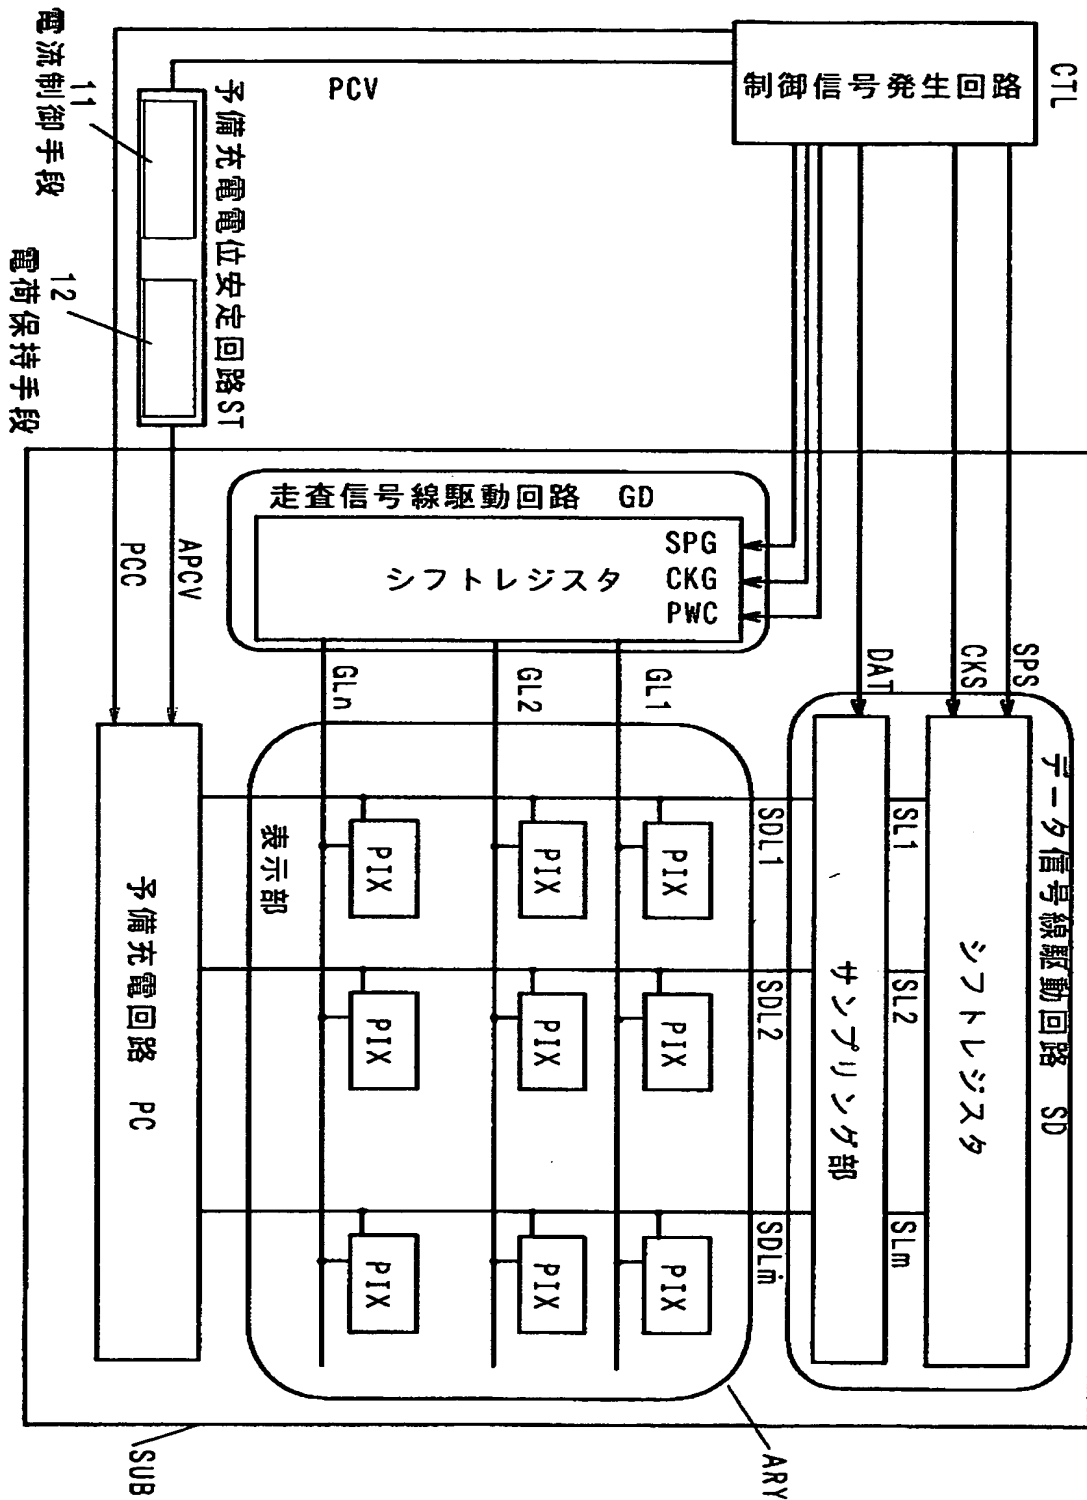 CTL
制御信号発生回路
PCV
予備充電電位安定回路ST
11
電流制御手段
12
電荷保持手段
PCC
APCV
走査信号線駆動回路 GD
シフトレジスタ
SPG
CKG
PWC
GL1
GL2
GLn
DAT
CKS
SPS
データ信号線駆動回路 SD
シフトレジスタ
サンプリング部
SL1
SL2
SLm
SDL1
SDL2
SDLm
表示部
PIX
PIX
PIX
PIX
PIX
PIX
PIX
PIX
PIX
予備充電回路 PC
ARY
SUB